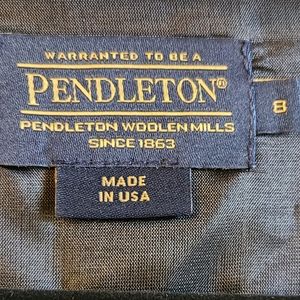 WARRANTED TO BE A
PENDLETON®
PENDLETON WOOLEN MILLS
SINCE 1863
8
MADE
IN USA